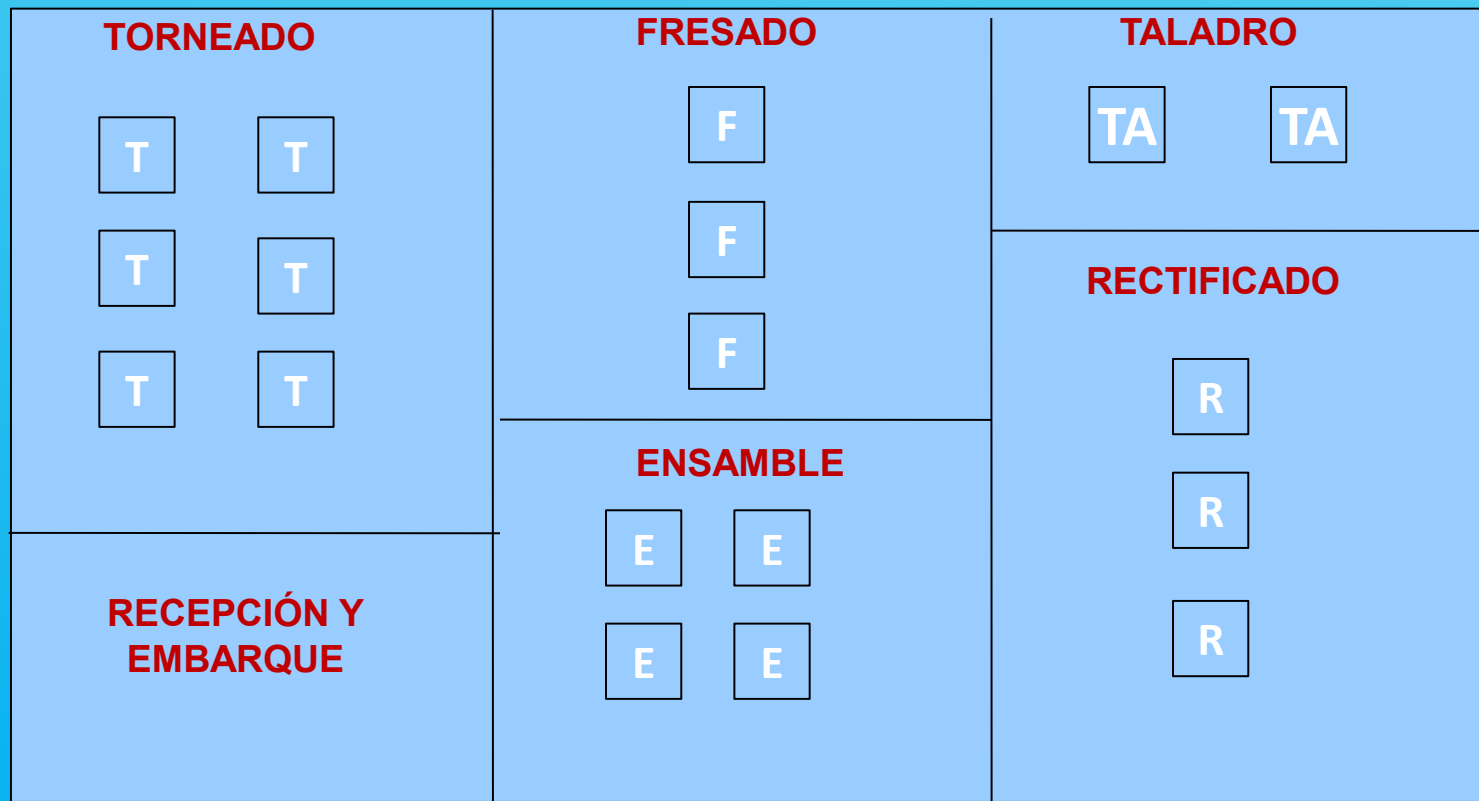 TORNEADO
T T
T T
T T
FRESADO
F
F
F
TALADRO
TA TA
RECTIFICADO
R
R
R
ENSAMBLE
E E
E E
RECEPCIÓN Y
EMBARQUE